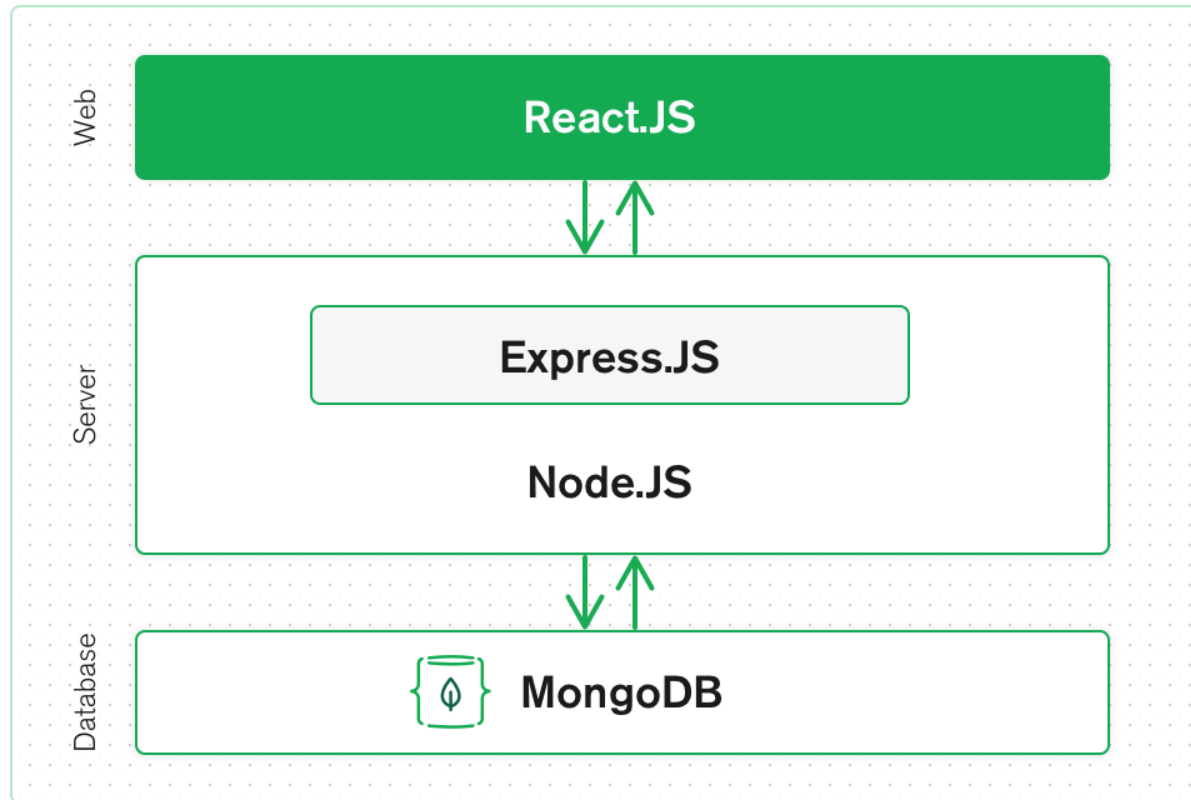 Web
React.JS
Server
Express.JS
Node.JS
Database
MongoDB